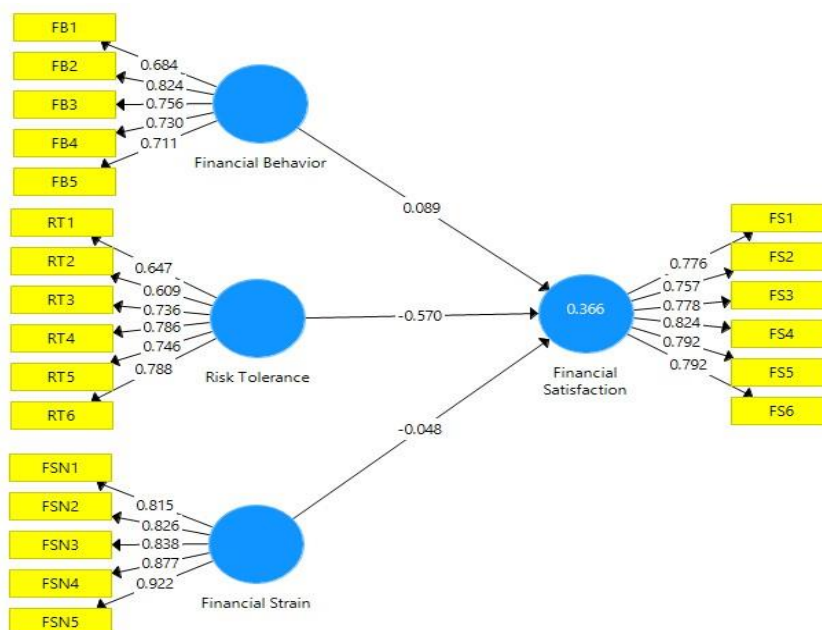 FB1
FB2
FB3
FB4
FB5
0.684
0.824
0.756
0.730
0.711
Financial Behavior
RT1
RT2
RT3
RT4
RT5
RT6
0.647
0.609
0.736
0.786
0.746
0.788
Risk Tolerance
FSN1
FSN2
FSN3
FSN4
FSN5
0.815
0.826
0.838
0.877
0.922
Financial Strain
0.089
-0.570
-0.048
0.366
Financial
Satisfaction
0.776
0.757
0.778
0.824
0.792
0.792
FS1
FS2
FS3
FS4
FS5
FS6